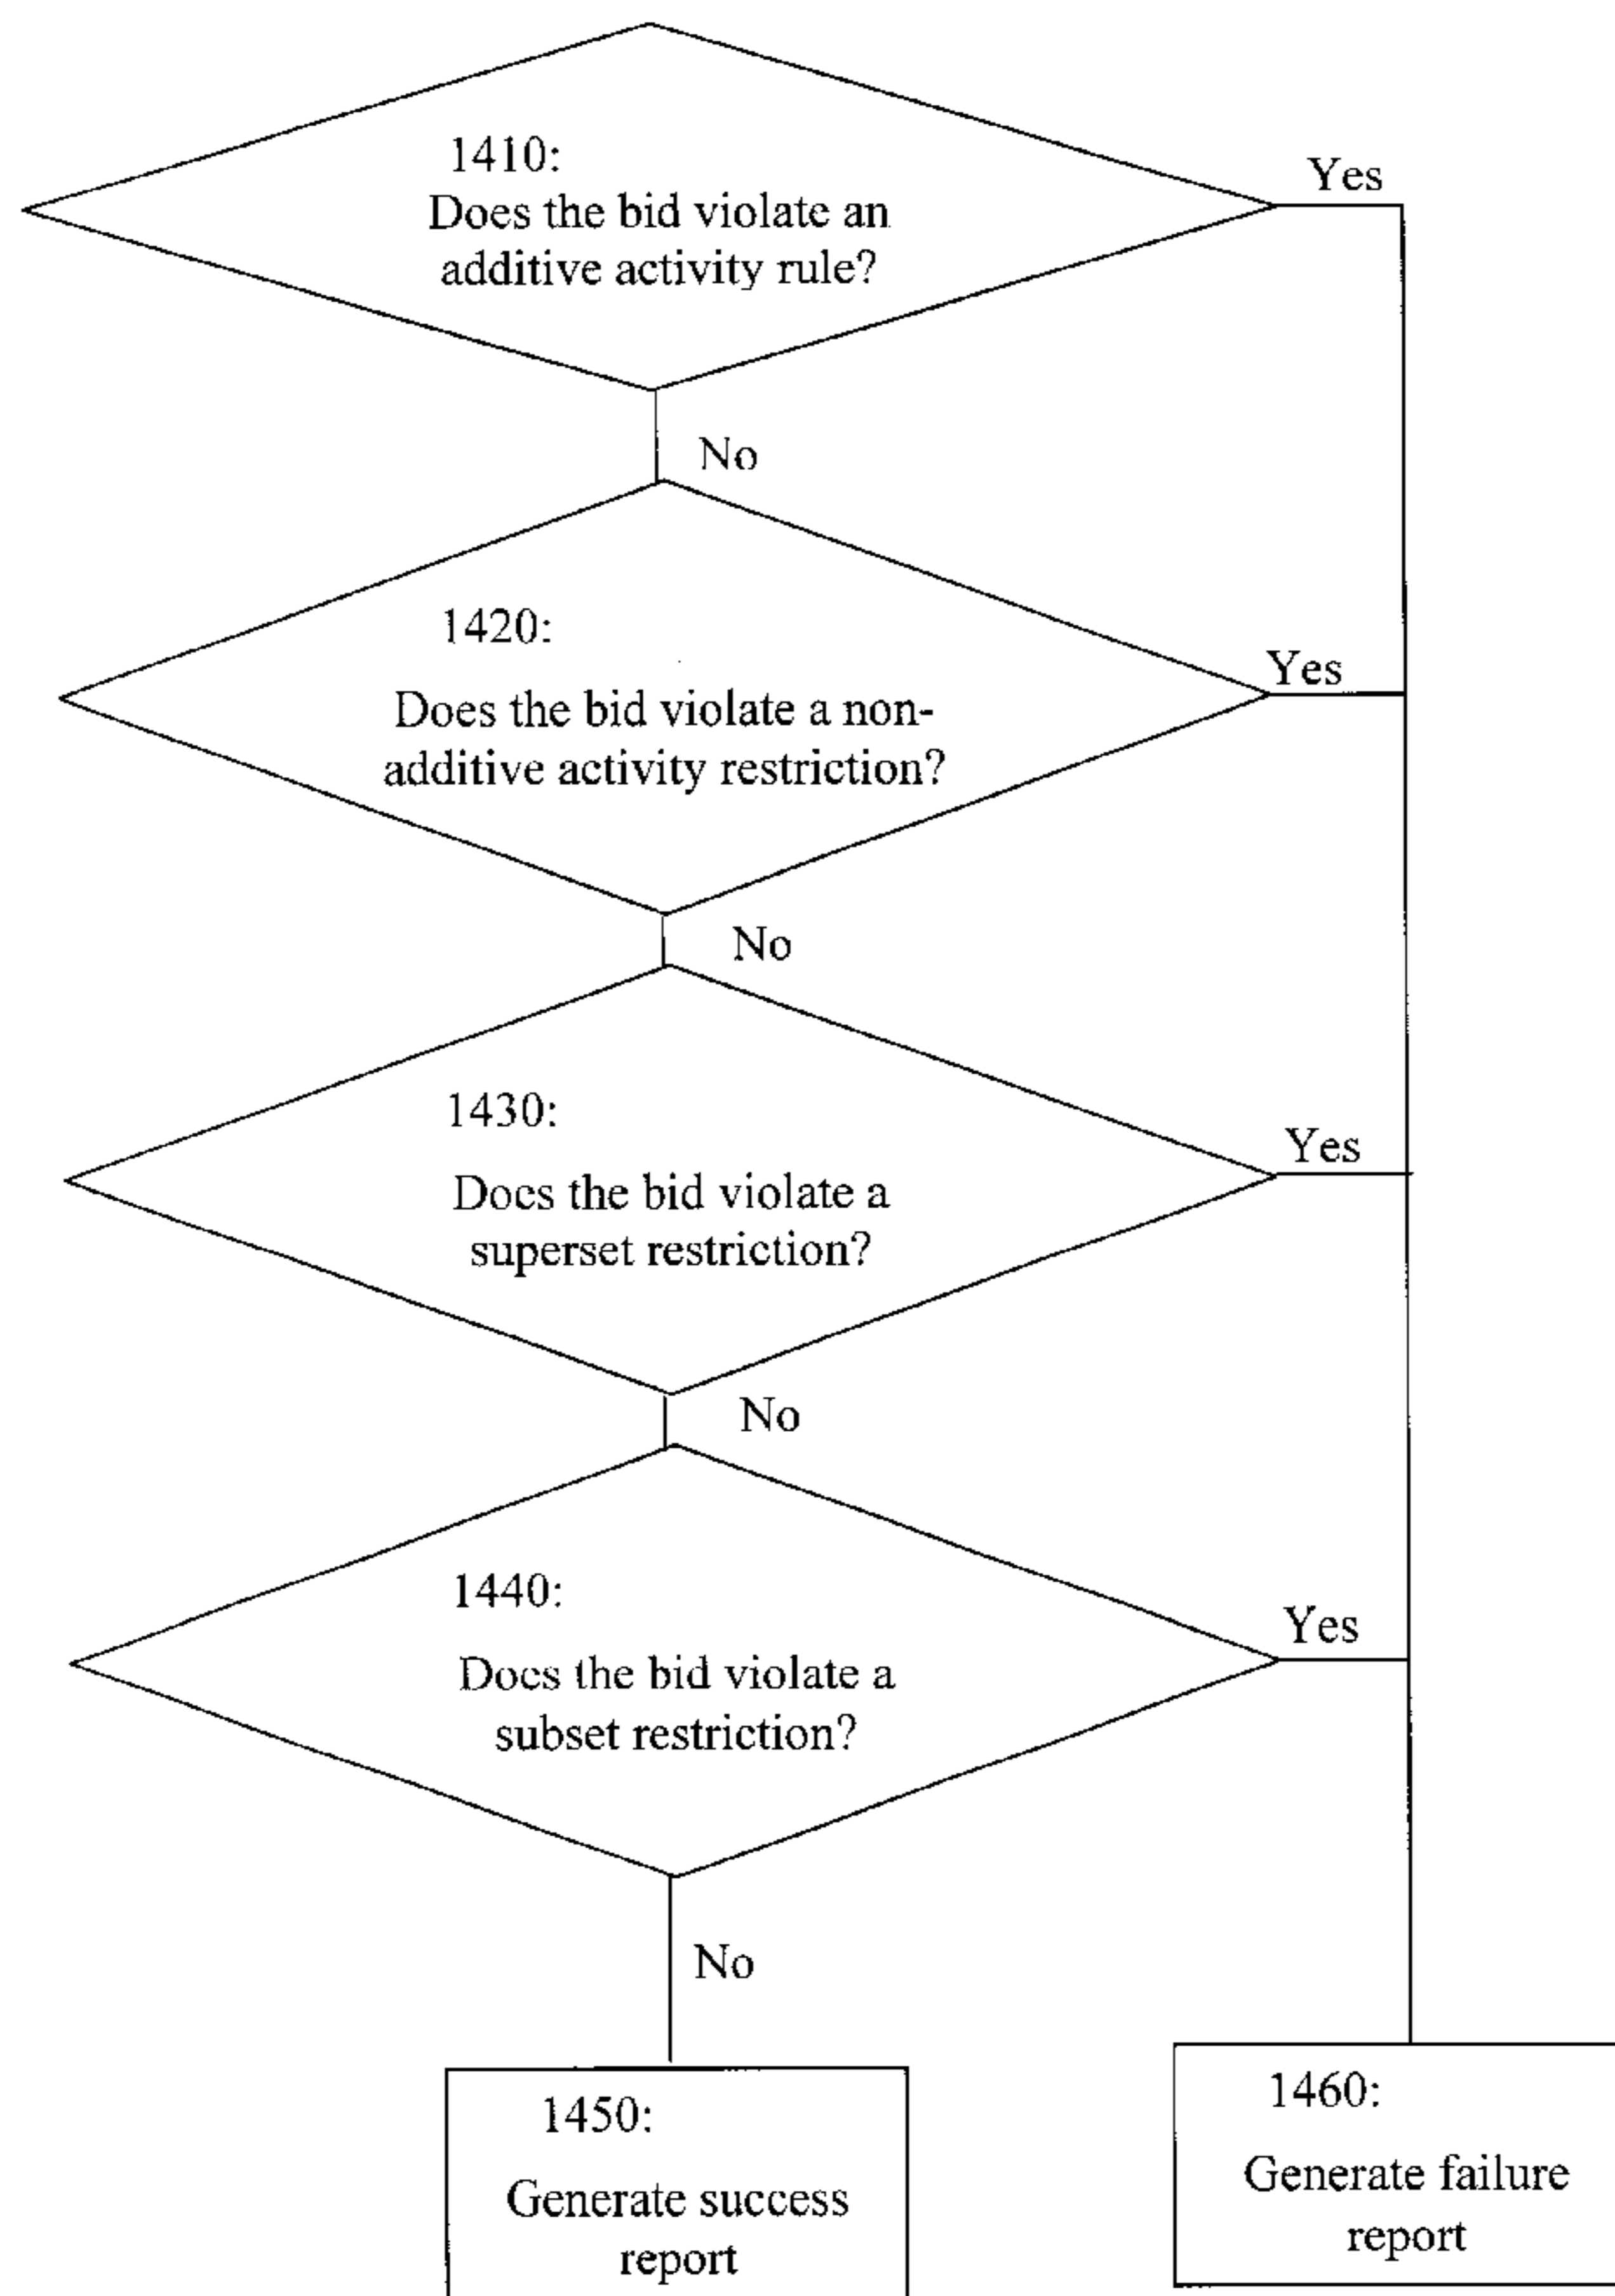 1410:
Does the bid violate an
additive activity rule?
Yes
No
1420:
Does the bid violate a non-
additive activity restriction?
Yes
No
1430:
Does the bid violate a
superset restriction?
Yes
No
1440:
Does the bid violate a
subset restriction?
Yes
No
1450:
Generate success
report
1460:
Generate failure
report